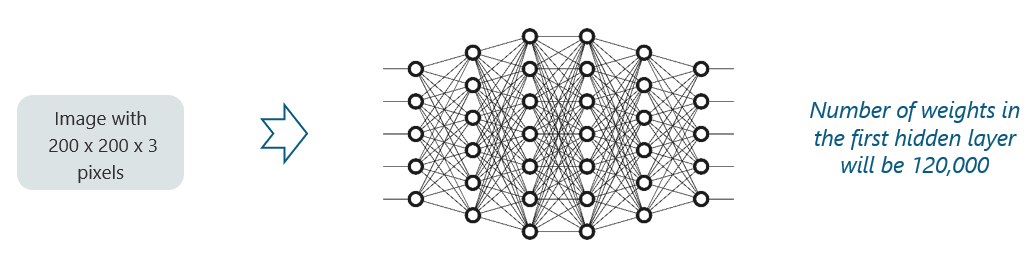 Image with
200 x 200 x 3
pixels
Number of weights in
the first hidden layer
will be 120,000